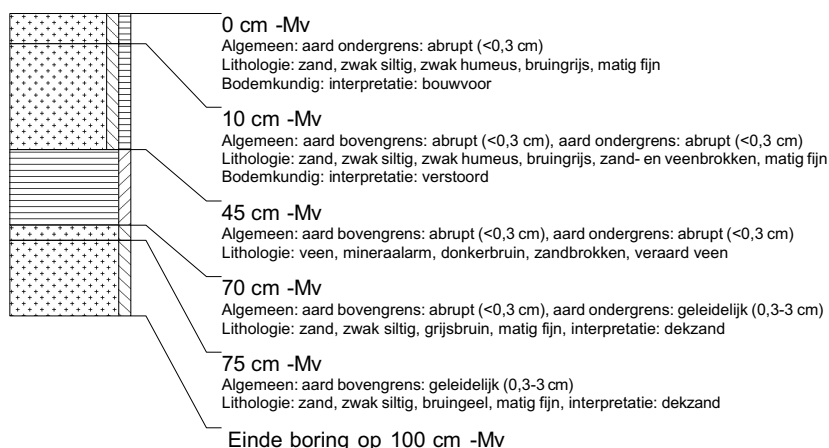 0 cm -Mv
Algemeen: aard ondergrens: abrupt (<0,3 cm)
Lithologie: zand, zwak siltig, zwak humeus, bruingrijs, matig fijn
Bodemkundig: interpretatie: bouwvoor
10 cm -Mv
Algemeen: aard bovengrens: abrupt (<0,3 cm), aard ondergrens: abrupt (<0,3 cm)
Lithologie: zand, zwak siltig, zwak humeus, bruingrijs, zand- en veenbrokken, matig fijn
Bodemkundig: interpretatie: verstoord
45 cm -Mv
Algemeen: aard bovengrens: abrupt (<0,3 cm), aard ondergrens: abrupt (<0,3 cm)
Lithologie: veen, mineraalarm, donkerbruin, zandbrokken, veraard veen
70 cm -Mv
Algemeen: aard bovengrens: abrupt (<0,3 cm), aard ondergrens: geleidelijk (0,3-3 cm)
Lithologie: zand, zwak siltig, grijsbruin, matig fijn, interpretatie: dekzand
75 cm -Mv
Algemeen: aard bovengrens: geleidelijk (0,3-3 cm)
Lithologie: zand, zwak siltig, bruingeel, matig fijn, interpretatie: dekzand
Einde boring op 100 cm -Mv